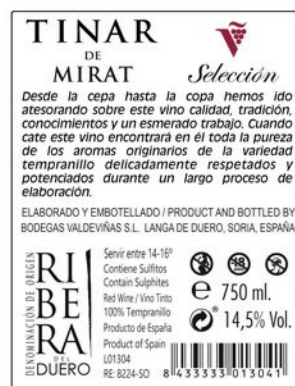 TINAR
DE
MIRAT
Selección
Desde la cepa hasta la copa hemos ido
atesorando sobre este vino calidad, tradición,
conocimientos y un esmerado trabajo. Cuando
cate este vino encontrará en él toda la pureza
de los aromas originarios de la variedad
tempranillo delicadamente respetados y
potenciados durante un largo proceso de
elaboración.
ELABORADO Y EMBOTELLADO / PRODUCT AND BOTTLED BY
BODEGAS VALDEVIÑAS S.L. LANGA DE DUERO, SORIA, ESPAÑA
DENOMINACIÓN DE ORIGEN
RIBERA
DEL
DUERO
Servir entre 14-16º
Contiene Sulfitos
Contain Sulphites
Red Wine / Vino Tinto
100% Tempranillo
Producto de España
Product of Spain
L01304
RE: 8224-SO
-18
e 750 ml.
14,5% Vol.
8 433333 013041